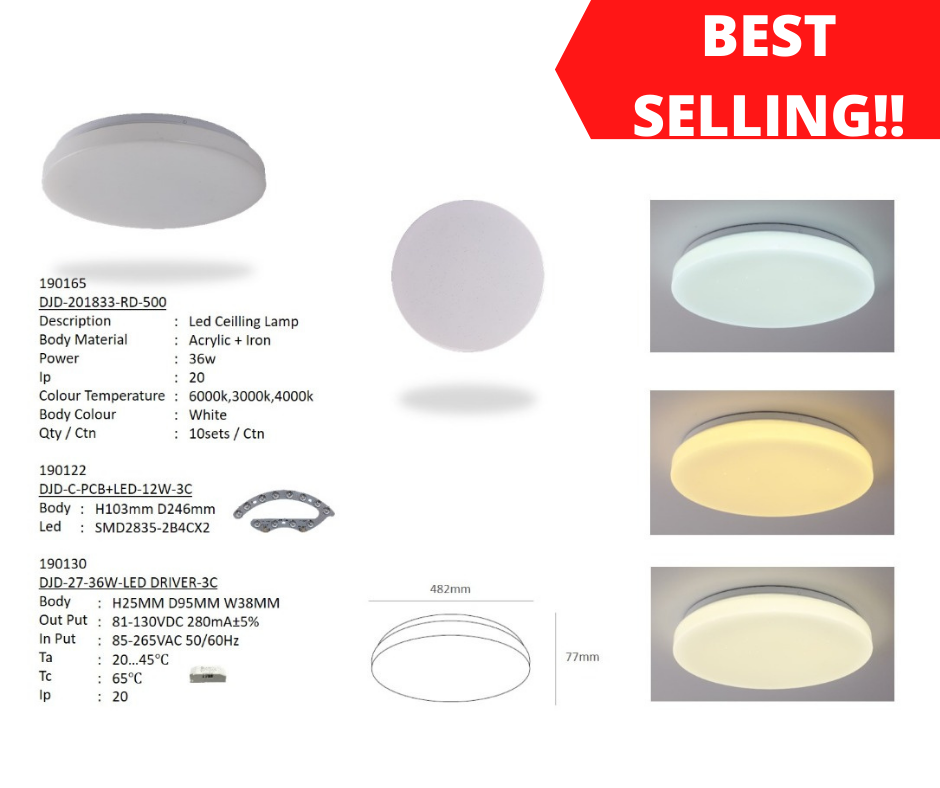 BEST
SELLING!!
190165
DJD-201833-RD-500
Description : Led Ceilling Lamp
Body Material : Acrylic + Iron
Power : 36w
Ip : 20
Colour Temperature : 6000k,3000k,4000k
Body Colour : White
Qty / Ctn : 10sets / Ctn
190122
DJD-C-PCB+LED-12W-3C
Body : H103mm D246mm
Led : SMD2835-2B4CX2
190130
DJD-27-36W-LED DRIVER-3C
Body : H25MM D95MM W38MM
Out Put : 81-130VDC 280mA±5%
In Put : 85-265VAC 50/60Hz
Ta : 20...45℃
Tc : 65℃
Ip : 20
482mm
77mm